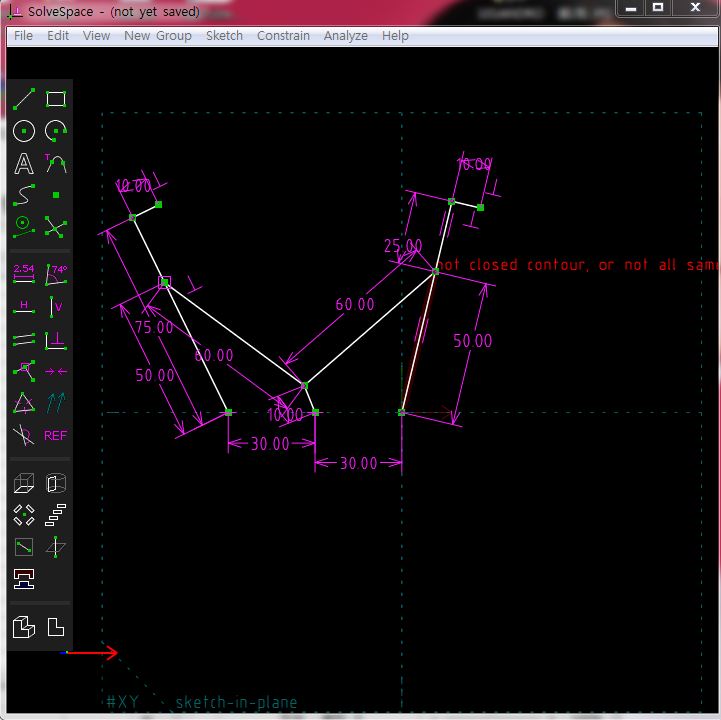 SolveSpace - (not yet saved)
File Edit View New Group Sketch Constrain Analyze Help
10.00
10.00
25.00
not closed contour, or not all sam
60.00
75.00
50.00
60.00
50.00
10.00
30.00
30.00
A
T
2.54
74°
H
V
REF
#XY sketch-in-plane